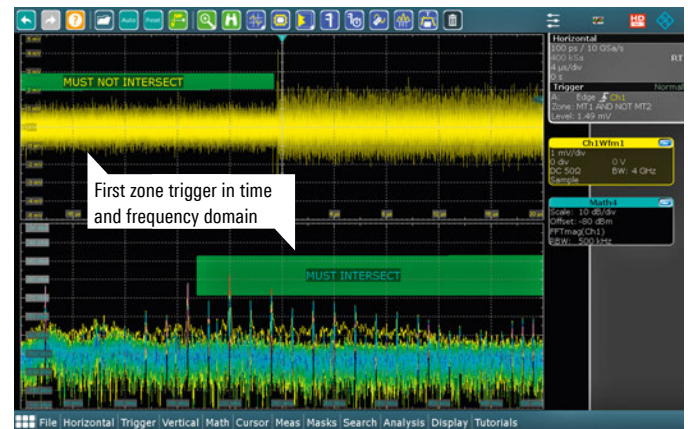 Auto
Preset
HD
MUST NOT INTERSECT
First zone trigger in time
and frequency domain
MUST INTERSECT
Horizontal
100 ps / 10 GSa/s
400 kSa RT
4 µs/div
0 s
Trigger Normal
A: Edge Ch1
Zone: MT1 AND NOT MT2
Level: 1.49 mV
Ch1Wfm1
1 mV/div
0 div 0 V
DC 50Ω BW: 4 GHz
Sample
Math4
Scale: 10 dB/div
Offset: -80 dBm
FFTmag(Ch1)
RBW: 500 kHz
File Horizontal Trigger Vertical Math Cursor Meas Masks Search Analysis Display Tutorials